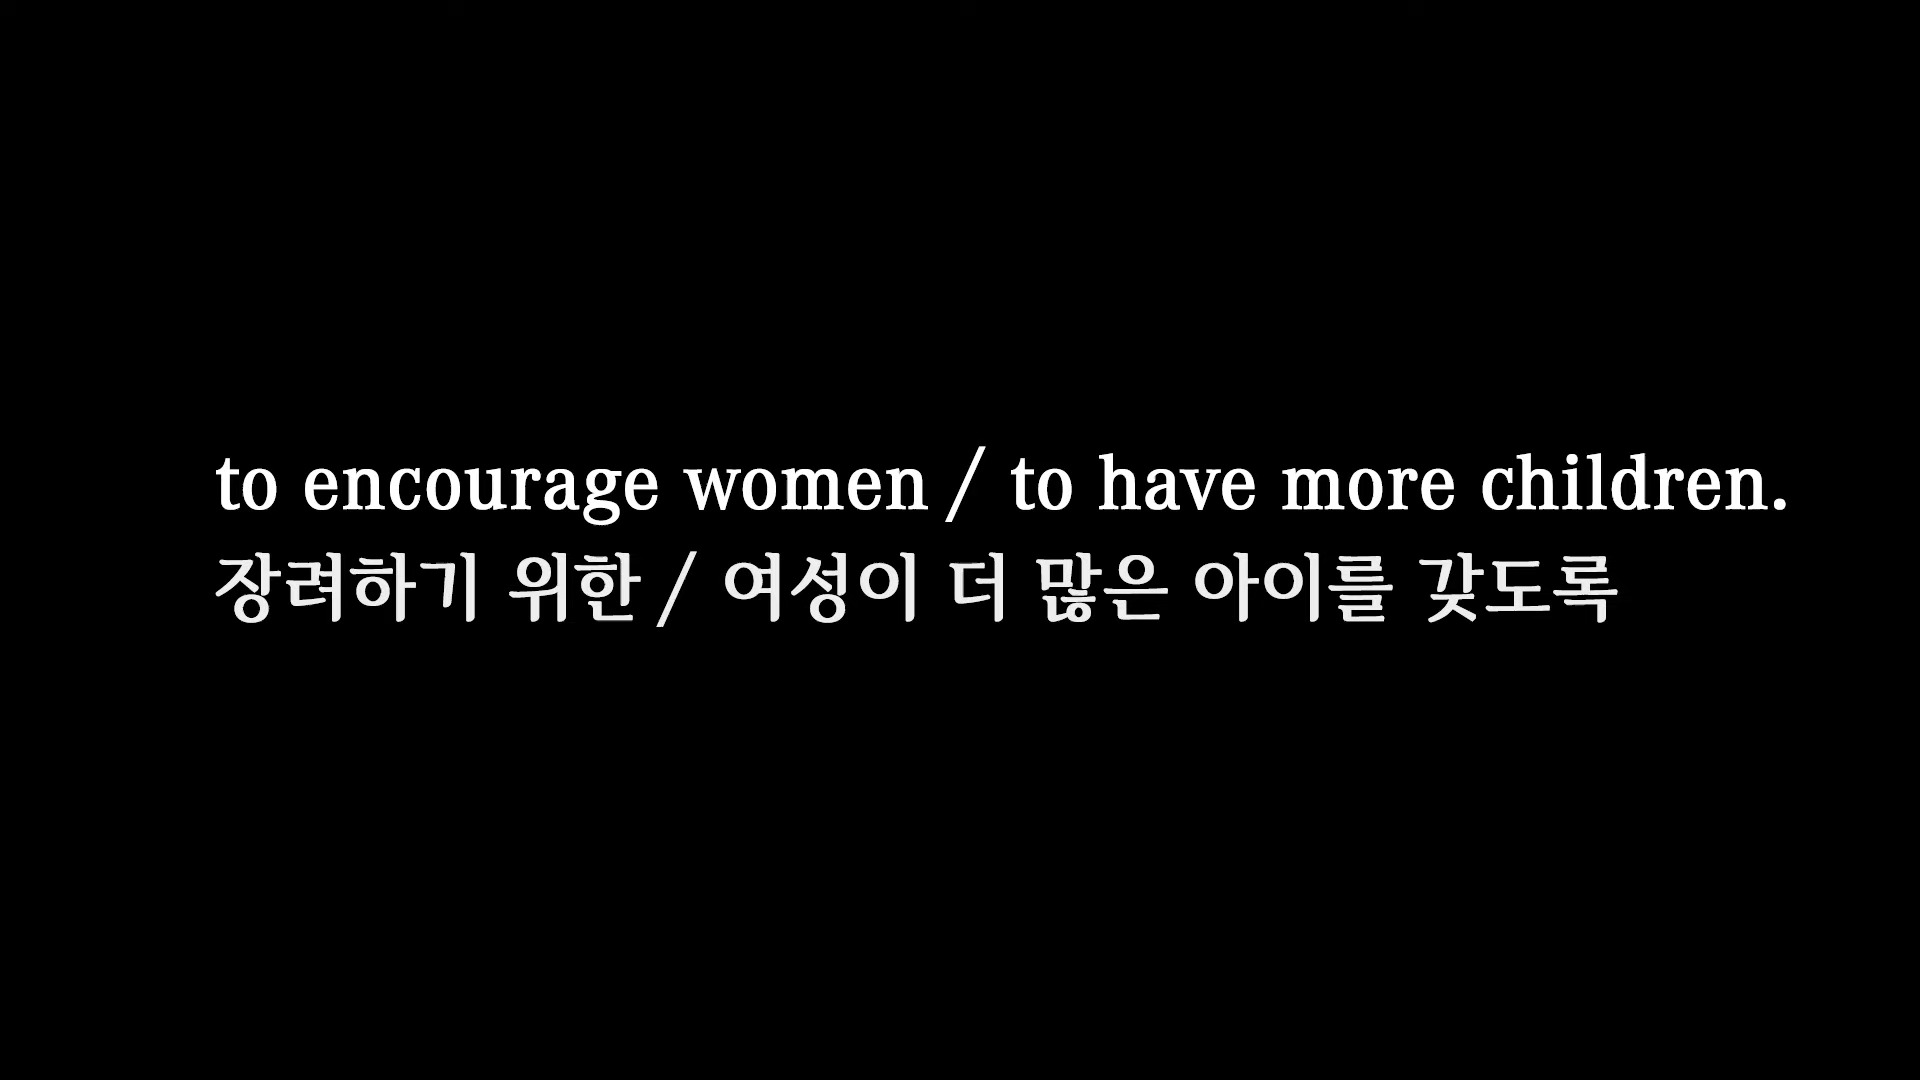 to encourage women / to have more children.
장려하기 위한 / 여성이 더 많은 아이를 갖도록